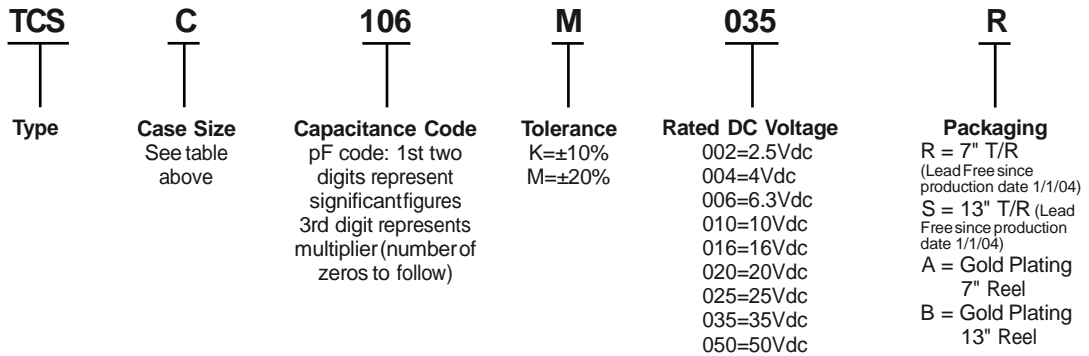 TCS C 106 M 035 R
Type
Case Size
See table
above
Capacitance Code
pF code: 1st two
digits represent
significant figures
3rd digit represents
multiplier (number of
zeros to follow)
Tolerance
K=±10%
M=±20%
Rated DC Voltage
002=2.5Vdc
004=4Vdc
006=6.3Vdc
010=10Vdc
016=16Vdc
020=20Vdc
025=25Vdc
035=35Vdc
050=50Vdc
Packaging
R = 7" T/R
(Lead Free since
production date 1/1/04)
S = 13" T/R (Lead
Free since production
date 1/1/04)
A = Gold Plating
7" Reel
B = Gold Plating
13" Reel